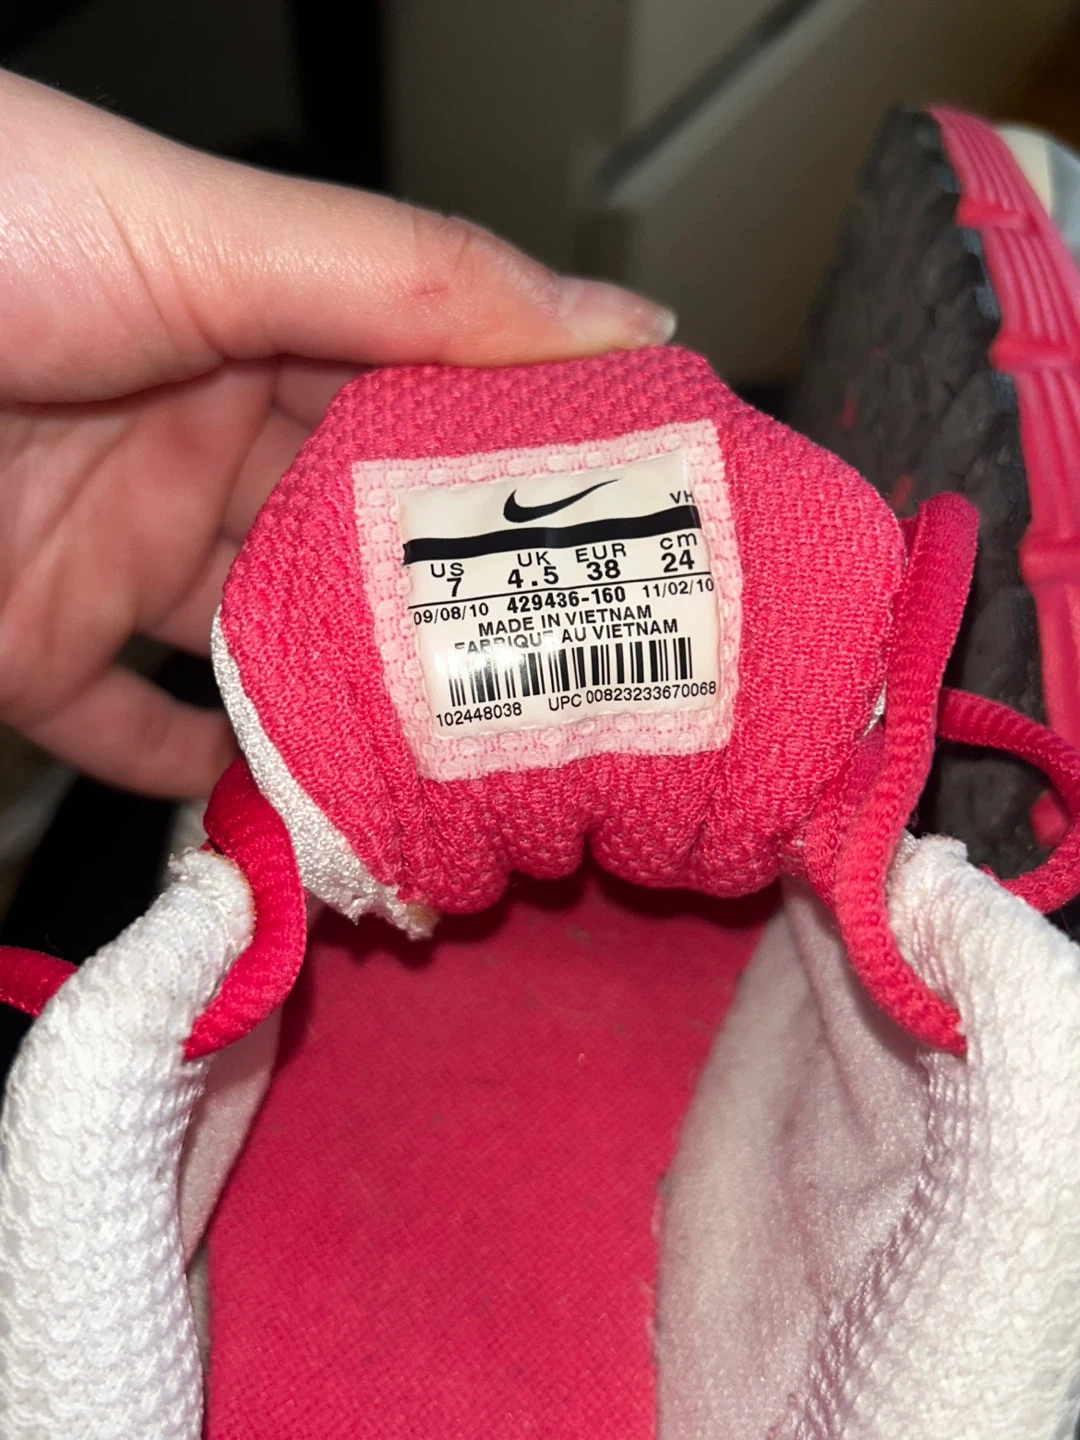 VH
US UK EUR cm
7 4.5 38 24
09/08/10 429436-160 11/02/10
MADE IN VIETNAM
FABRIQUE AU VIETNAM
102448038 UPC 00823233670068